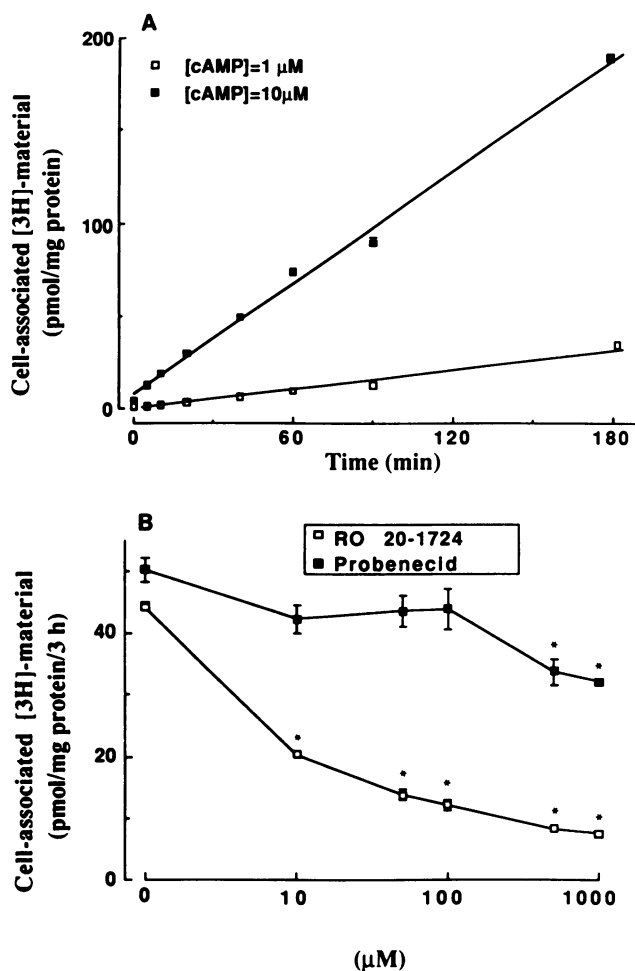 A
200
[cAMP]=1 µM
[cAMP]=10µM
100
0
Cell-associated [3H]-material
(pmol/mg protein)
0 60 120 180
Time (min)
B
RO 20-1724
Probenecid
40
20
0
Cell-associated [3H]-material
(pmol/mg protein/3 h)
* *
* * * * *
0 10 100 1000
(µM)